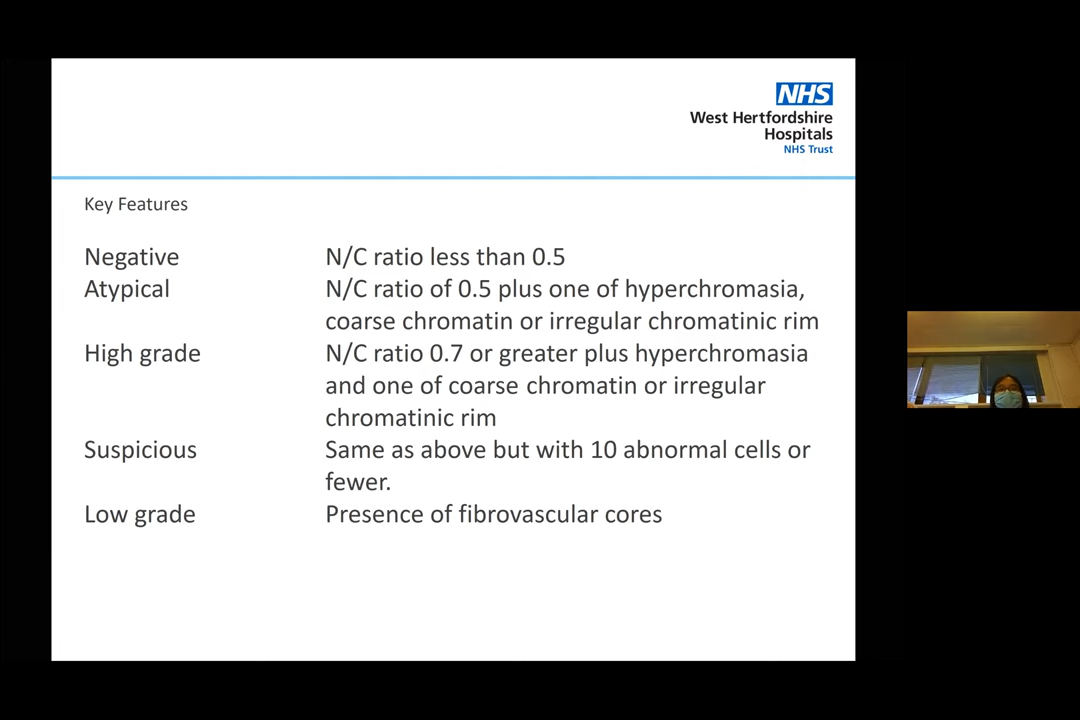 NHS
West Hertfordshire
Hospitals
NHS Trust
Key Features
Negative N/C ratio less than 0.5
Atypical N/C ratio of 0.5 plus one of hyperchromasia,
coarse chromatin or irregular chromatinic rim
High grade N/C ratio 0.7 or greater plus hyperchromasia
and one of coarse chromatin or irregular
chromatinic rim
Suspicious Same as above but with 10 abnormal cells or
fewer.
Low grade Presence of fibrovascular cores